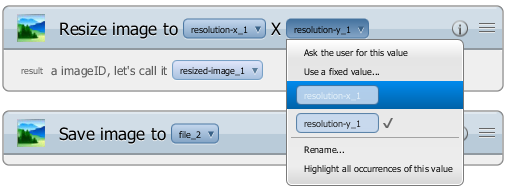 Resize image to resolution-x_1 X resolution-y_1
Ask the user for this value
Use a fixed value...
result a imageID, let's call it resized-image_1
resolution-x_1
resolution-y_1
Save image to file_2
Rename...
Highlight all occurrences of this value